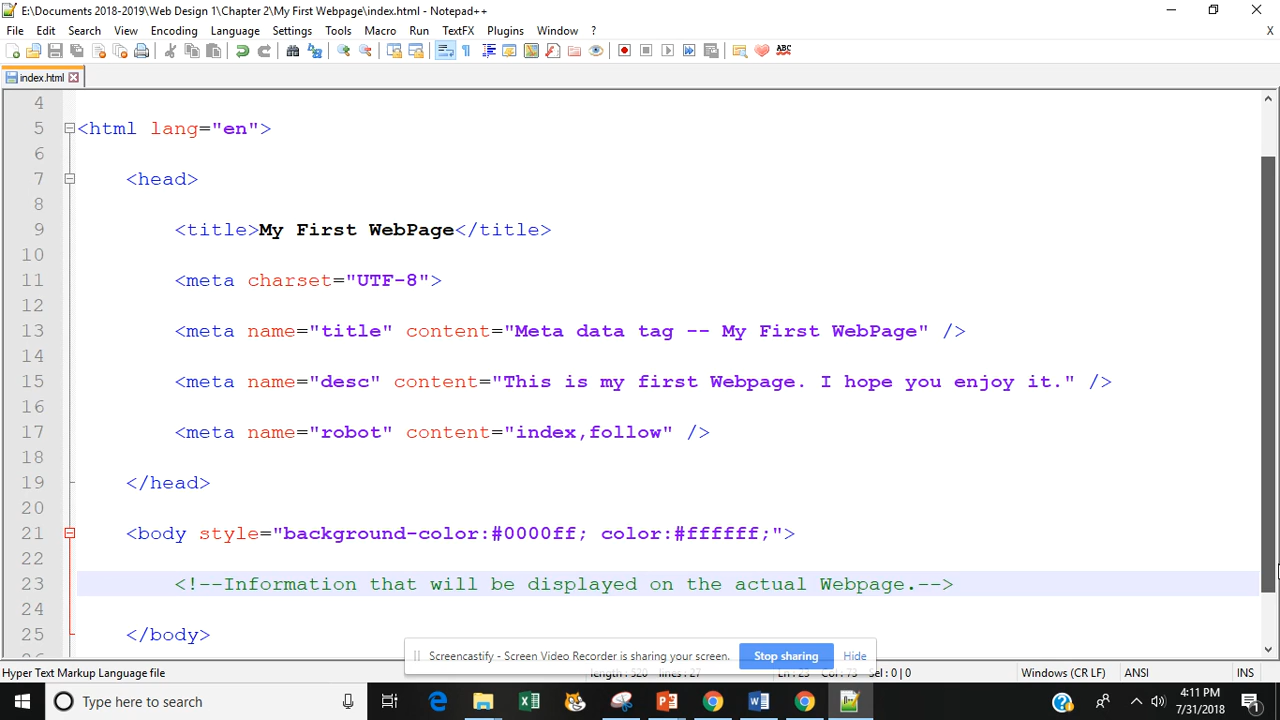 E:\Documents 2018-2019\Web Design 1\Chapter 2\My First Webpage\index.html - Notepad++
File Edit Search View Encoding Language Settings Tools Macro Run TextFX Plugins Window ? X
ABC
index.html
4
5 <html lang="en">
6
7 <head>
8
9 <title>My First WebPage</title>
10
11 <meta charset="UTF-8">
12
13 <meta name="title" content="Meta data tag -- My First WebPage" />
14
15 <meta name="desc" content="This is my first Webpage. I hope you enjoy it." />
16
17 <meta name="robot" content="index,follow" />
18
19 </head>
20
21 <body style="background-color:#0000ff; color:#ffffff;">
22
23 <!--Information that will be displayed on the actual Webpage.-->
24
25 </body>
Screencastify - Screen Video Recorder is sharing your screen. Stop sharing Hide
Hyper Text Markup Language file Sel : 0 | 0 Windows (CR LF) ANSI INS
Type here to search
4:11 PM
7/31/2018